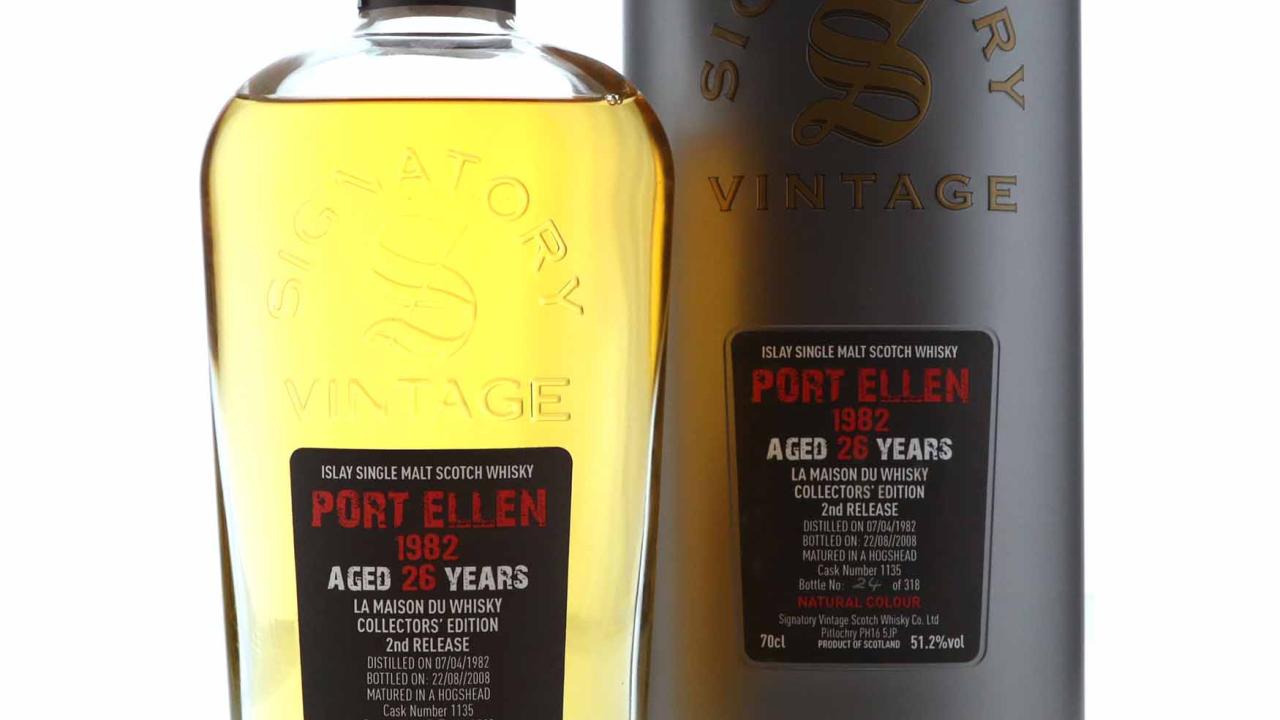 SIGNATORY
S
VINTAGE
ISLAY SINGLE MALT SCOTCH WHISKY
PORT ELLEN
1982
AGED 26 YEARS
LA MAISON DU WHISKY
COLLECTORS' EDITION
2nd RELEASE
DISTILLED ON 07/04/1982
BOTTLED ON: 22/08//2008
MATURED IN A HOGSHEAD
Cask Number 1135
S
VINTAGE
ISLAY SINGLE MALT SCOTCH WHISKY
PORT ELLEN
1982
AGED 26 YEARS
LA MAISON DU WHISKY
COLLECTORS' EDITION
2nd RELEASE
DISTILLED ON 07/04/1982
BOTTLED ON: 22/08//2008
MATURED IN A HOGSHEAD
Cask Number 1135
Bottle No: 24 of 318
NATURAL COLOUR
Signatory Vintage Scotch Whisky Co. Ltd
Pitlochry PH16 5JP
70cl PRODUCT OF SCOTLAND 51.2%vol